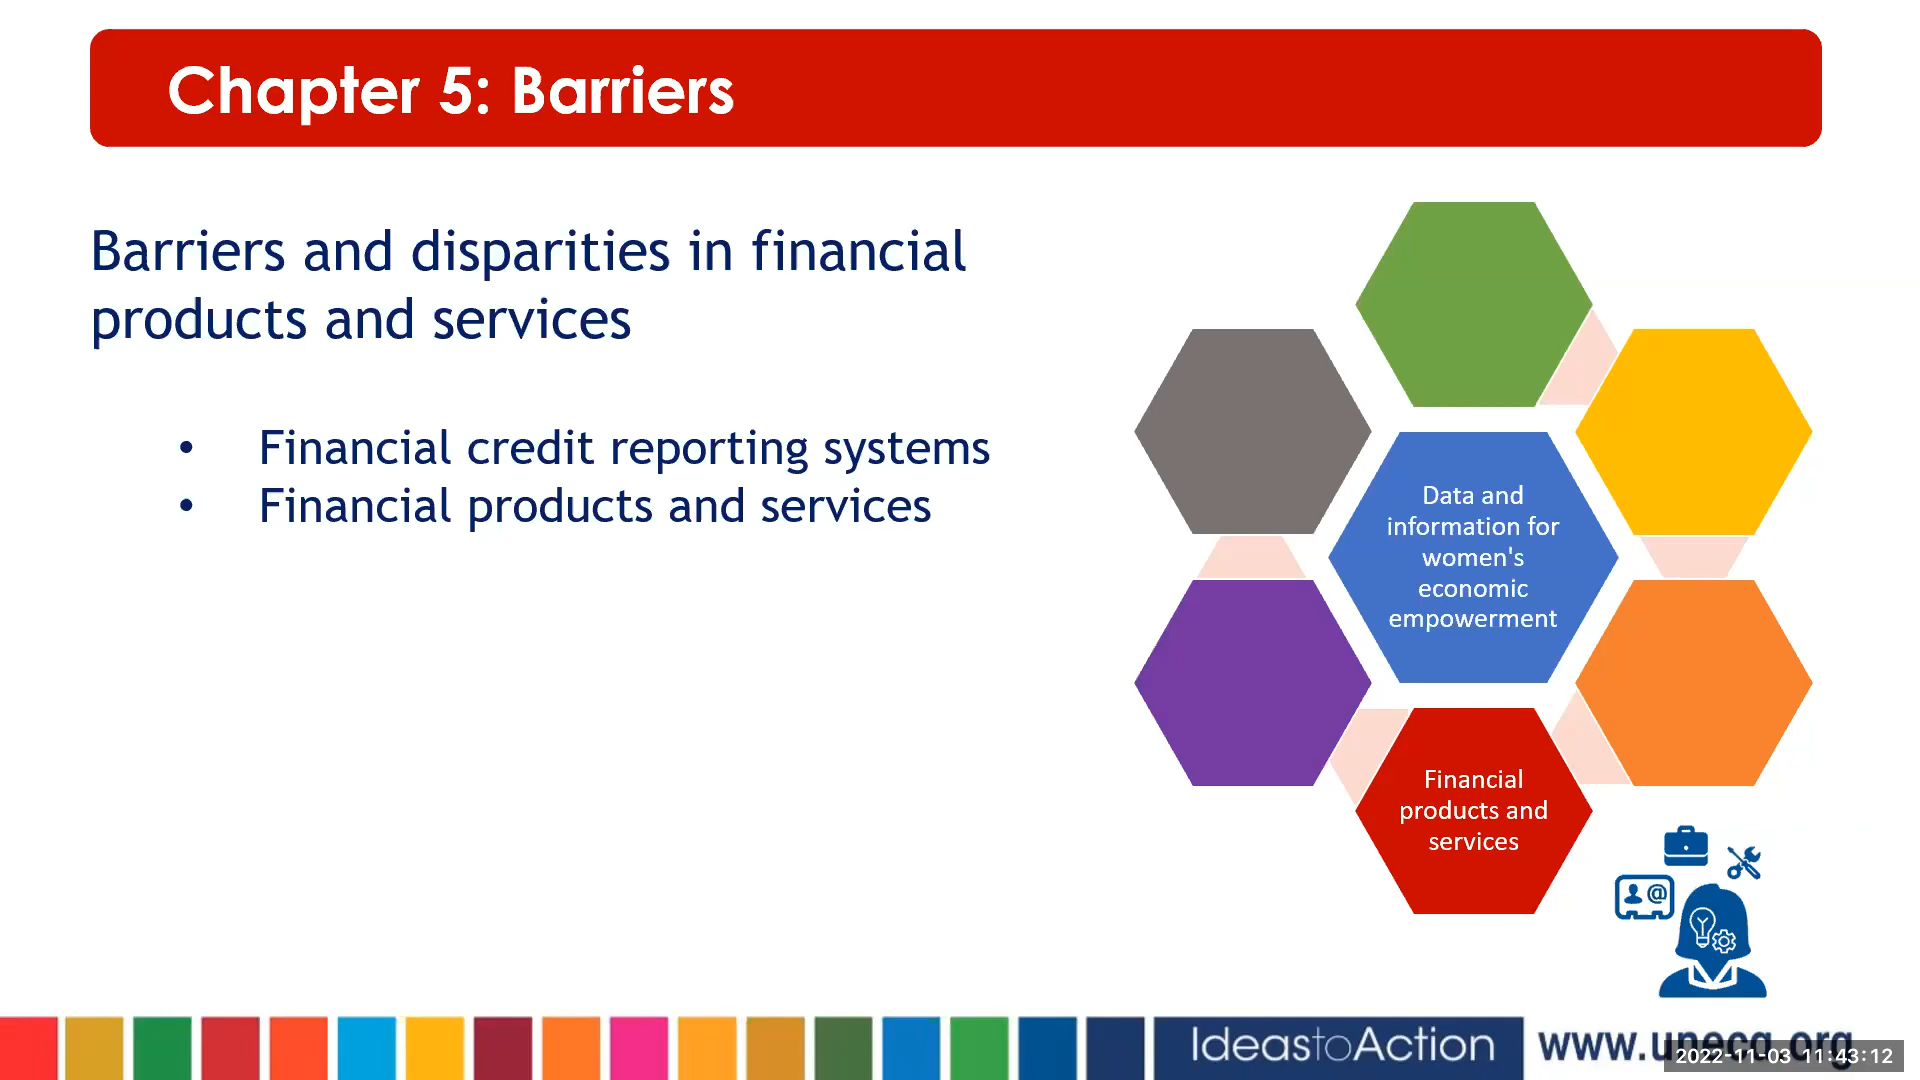 Chapter 5: Barriers
Barriers and disparities in financial
products and services
• Financial credit reporting systems
• Financial products and services
Data and
information for
women's
economic
empowerment
Financial
products and
services
@
IdeastoAction
www.uneca.org
2022-11-03 11:43:12